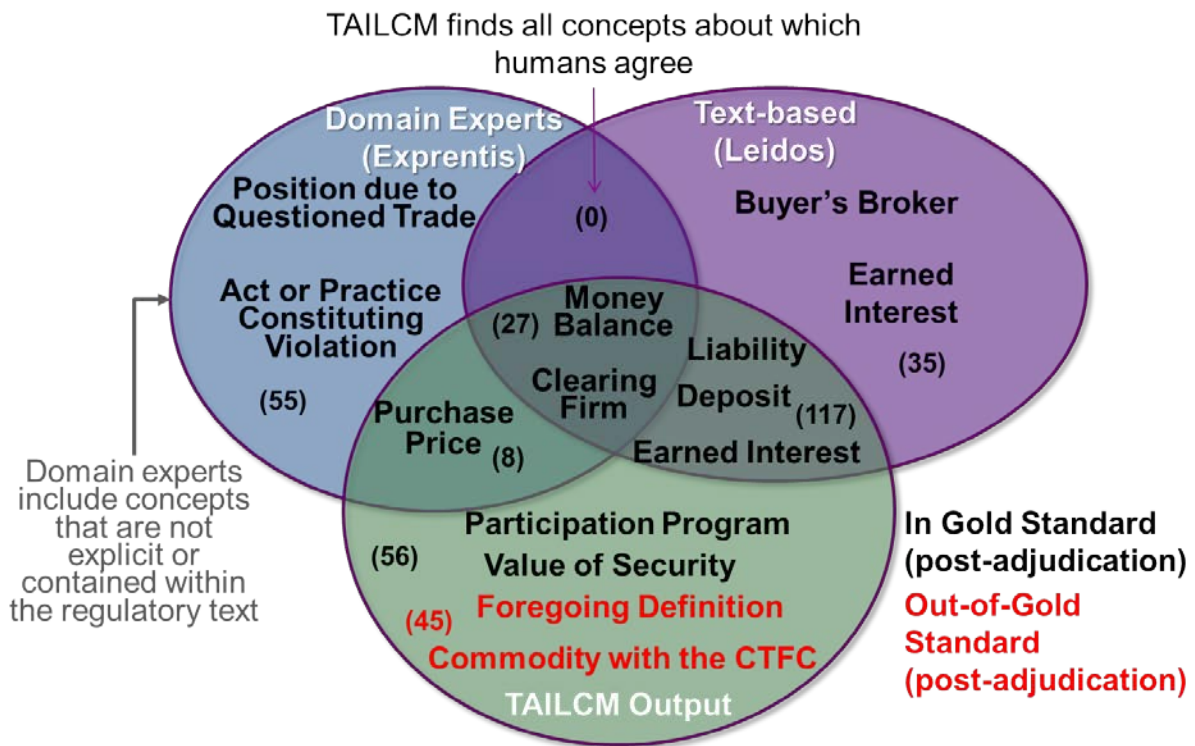 TAILCM finds all concepts about which
humans agree
Domain Experts
(Exprentis)
Text-based
(Leidos)
Position due to
Questioned Trade
(0)
Buyer's Broker
Act or Practice
Constituting
Violation
(55)
Earned
Interest
(35)
(27)
Money
Balance
Clearing
Firm
Liability
Deposit
(117)
Earned Interest
Purchase
Price
(8)
Domain experts
include concepts
that are not
explicit or
contained within
the regulatory text
Participation Program
(56)
Value of Security
(45)
Foregoing Definition
Commodity with the CTFC
TAILCM Output
In Gold Standard
(post-adjudication)
Out-of-Gold
Standard
(post-adjudication)